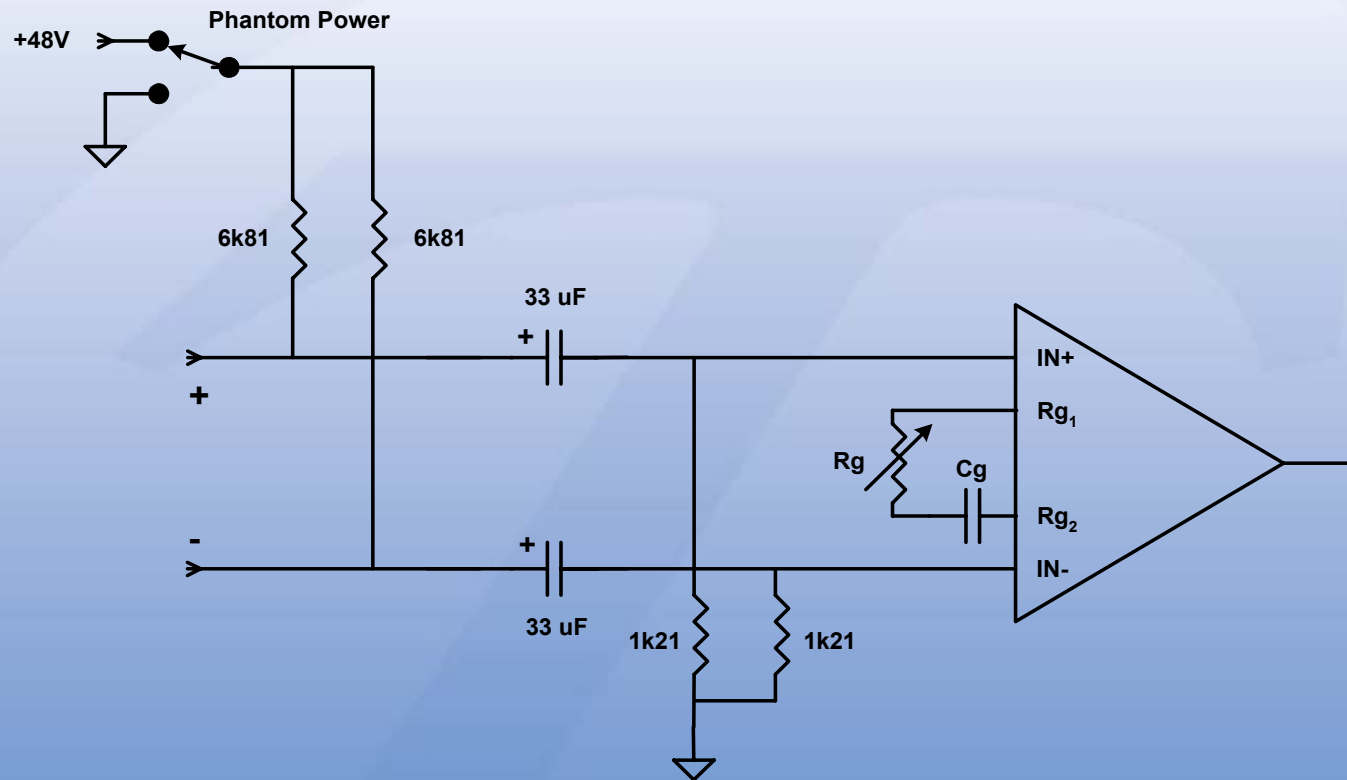 Phantom Power
+48V
6k81
6k81
33 uF
+
+
IN+
Rg1
Rg
Cg
Rg2
-
+
IN-
33 uF
1k21
1k21